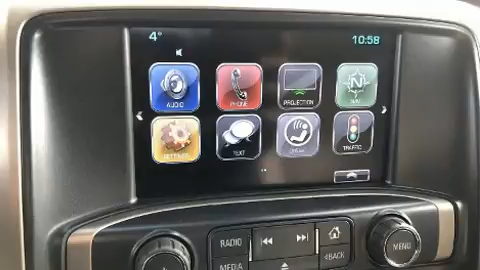 4°
10:58
AUDIO
PHONE
PROJECTION
N
NAV
SETTINGS
TEXT
TRAFFIC
RADIO
MEDIA
BACK
MENU